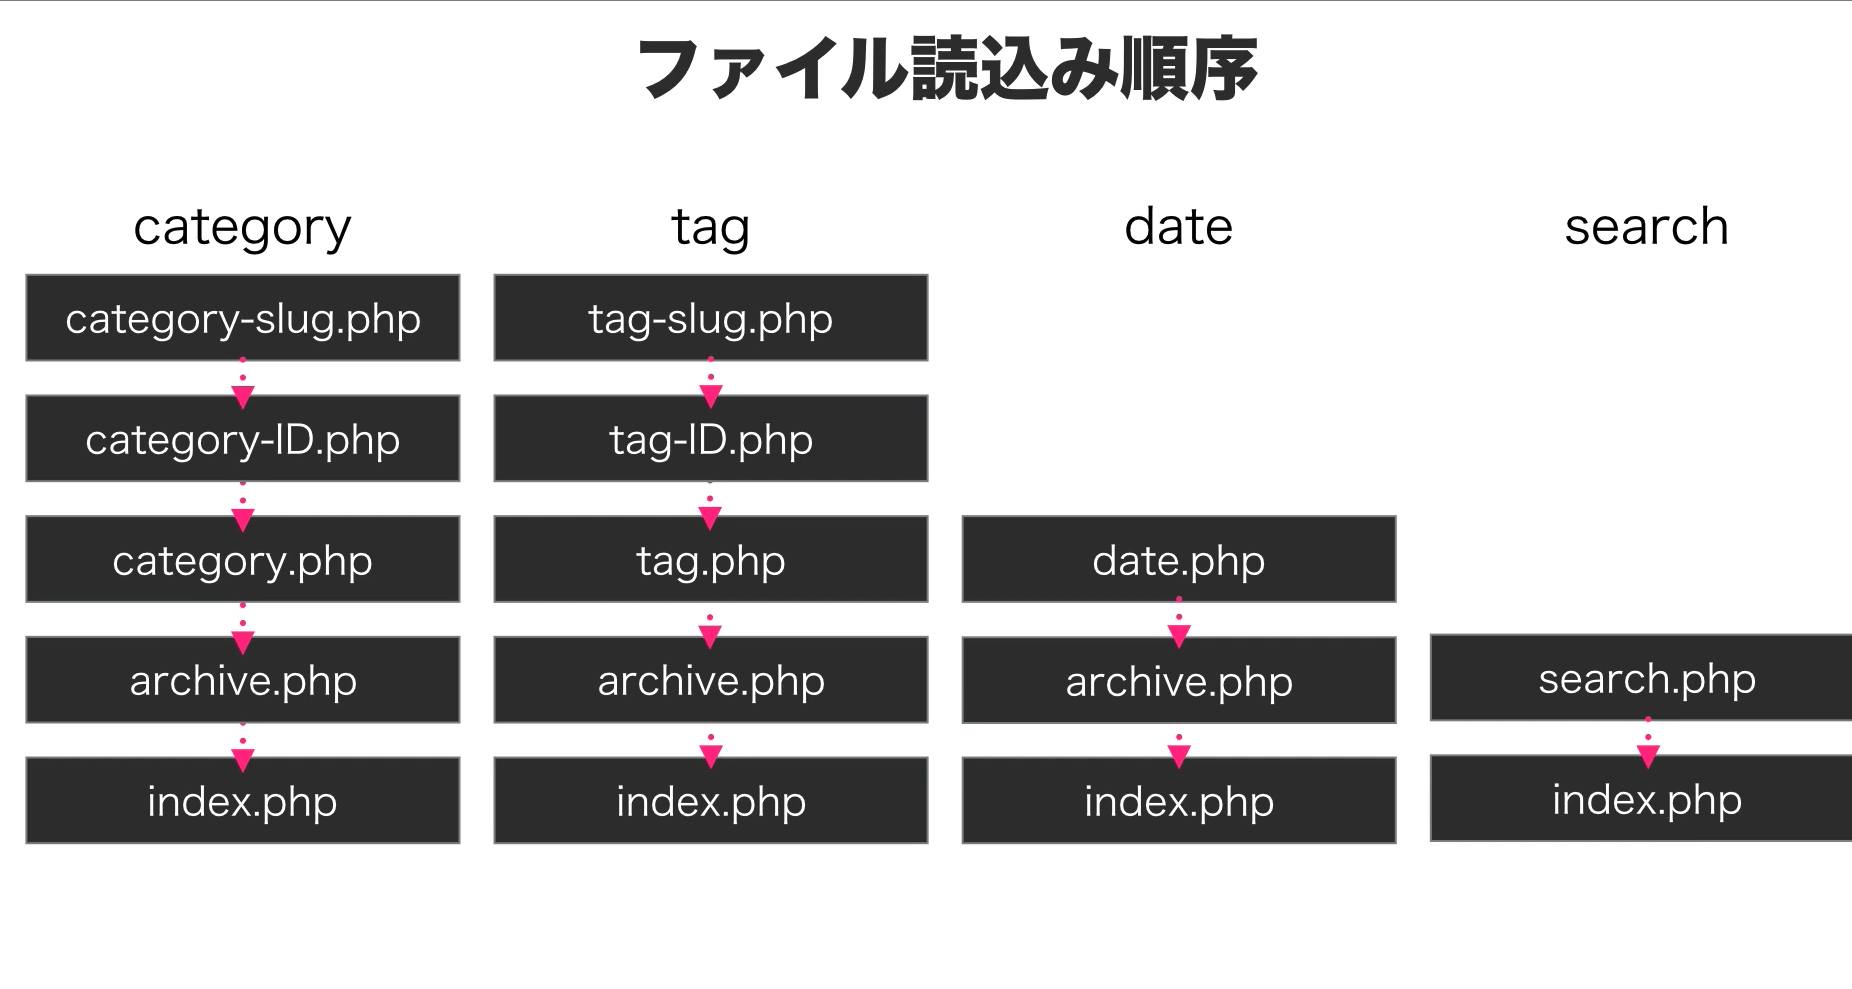 ファイル読込み順序
category
tag
date
search
category-slug.php
tag-slug.php
category-ID.php
tag-ID.php
category.php
tag.php
date.php
archive.php
archive.php
archive.php
search.php
index.php
index.php
index.php
index.php